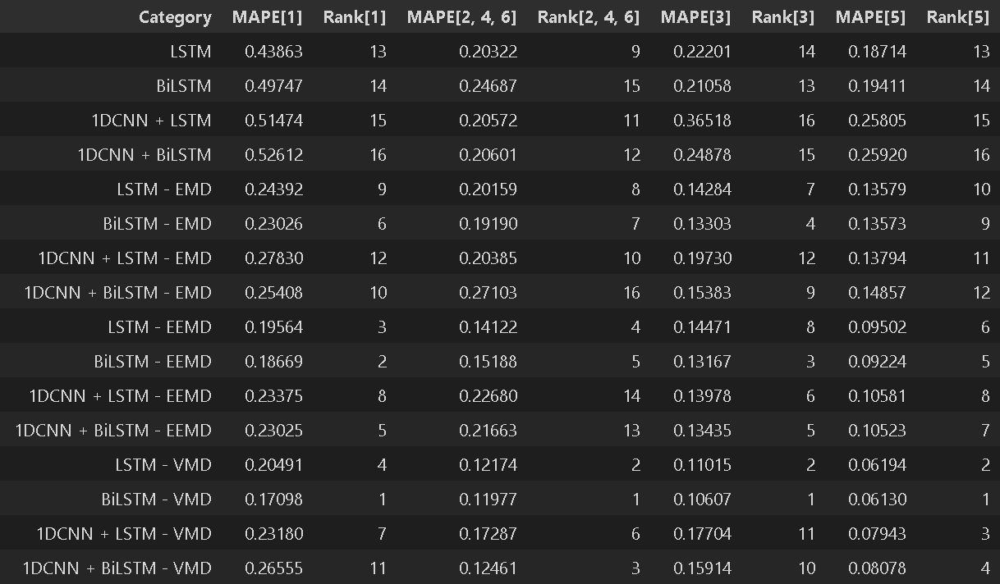 Category MAPE[1] Rank[1] MAPE[2, 4, 6] Rank[2, 4, 6] MAPE[3] Rank[3] MAPE[5] Rank[5]
LSTM 0.43863 13 0.20322 9 0.22201 14 0.18714 13
BiLSTM 0.49747 14 0.24687 15 0.21058 13 0.19411 14
1DCNN + LSTM 0.51474 15 0.20572 11 0.36518 16 0.25805 15
1DCNN + BiLSTM 0.52612 16 0.20601 12 0.24878 15 0.25920 16
LSTM - EMD 0.24392 9 0.20159 8 0.14284 7 0.13579 10
BiLSTM - EMD 0.23026 6 0.19190 7 0.13303 4 0.13573 9
1DCNN + LSTM - EMD 0.27830 12 0.20385 10 0.19730 12 0.13794 11
1DCNN + BiLSTM - EMD 0.25408 10 0.27103 16 0.15383 9 0.14857 12
LSTM - EEMD 0.19564 3 0.14122 4 0.14471 8 0.09502 6
BiLSTM - EEMD 0.18669 2 0.15188 5 0.13167 3 0.09224 5
1DCNN + LSTM - EEMD 0.23375 8 0.22680 14 0.13978 6 0.10581 8
1DCNN + BiLSTM - EEMD 0.23025 5 0.21663 13 0.13435 5 0.10523 7
LSTM - VMD 0.20491 4 0.12174 2 0.11015 2 0.06194 2
BiLSTM - VMD 0.17098 1 0.11977 1 0.10607 1 0.06130 1
1DCNN + LSTM - VMD 0.23180 7 0.17287 6 0.17704 11 0.07943 3
1DCNN + BiLSTM - VMD 0.26555 11 0.12461 3 0.15914 10 0.08078 4